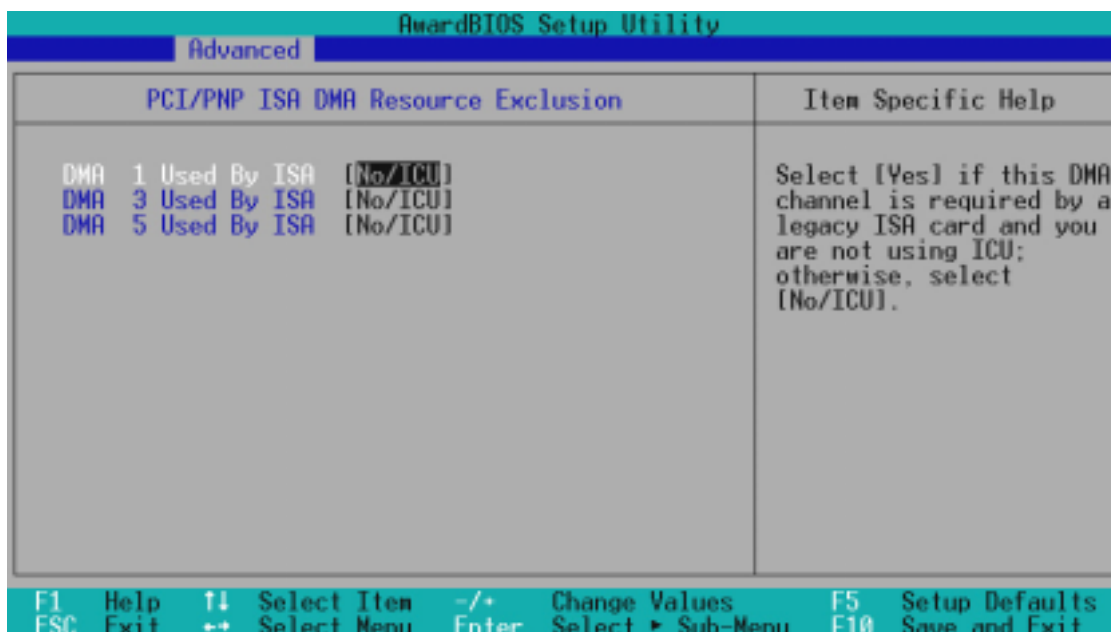 AwardBIOS Setup Utility
Advanced
PCI/PNP ISA DMA Resource Exclusion
Item Specific Help
DMA 1 Used By ISA [No/ICU]
DMA 3 Used By ISA [No/ICU]
DMA 5 Used By ISA [No/ICU]
Select [Yes] if this DMA
channel is required by a
legacy ISA card and you
are not using ICU;
otherwise, select
[No/ICU].
F1 Help ↑↓ Select Item -/+ Change Values F5 Setup Defaults
ESC Exit ←→ Select Menu Enter Select ► Sub-Menu F10 Save and Exit